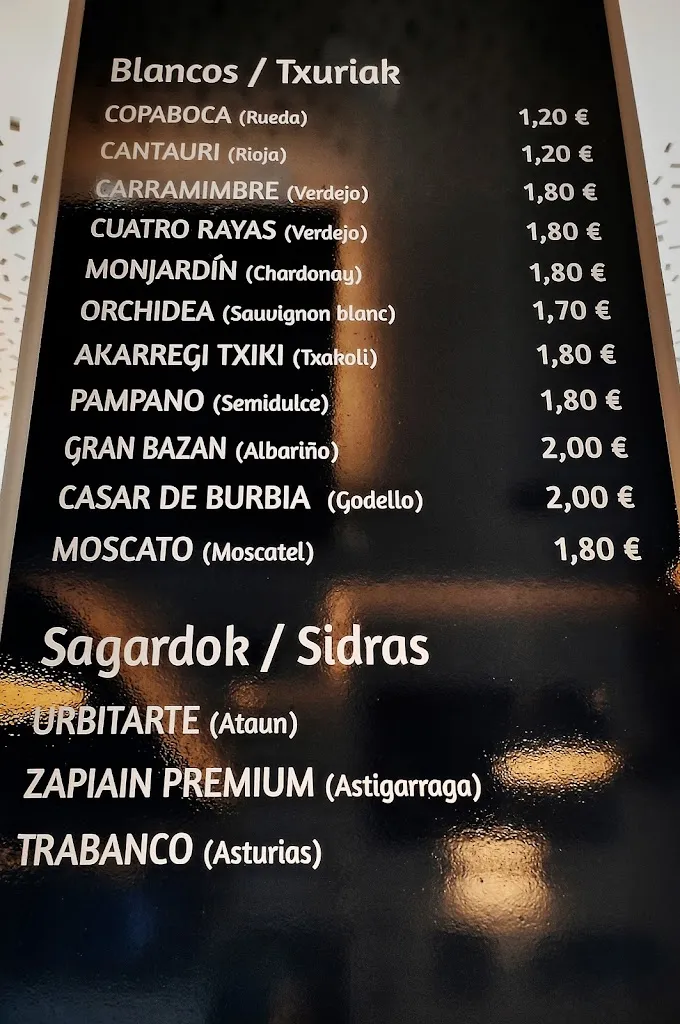 Blancos / Txuriak
COPABOCA (Rueda) 1,20 €
CANTAURI (Rioja) 1,20 €
CARRAMIMBRE (Verdejo) 1,80 €
CUATRO RAYAS (Verdejo) 1,80 €
MONJARDÍN (Chardonay) 1,80 €
ORCHIDEA (Sauvignon blanc) 1,70 €
AKARREGI TXIKI (Txakoli) 1,80 €
PAMPANO (Semidulce) 1,80 €
GRAN BAZAN (Albariño) 2,00 €
CASAR DE BURBIA (Godello) 2,00 €
MOSCATO (Moscatel) 1,80 €
Sagardok / Sidras
URBITARTE (Ataun)
ZAPIAIN PREMIUM (Astigarraga)
TRABANCO (Asturias)